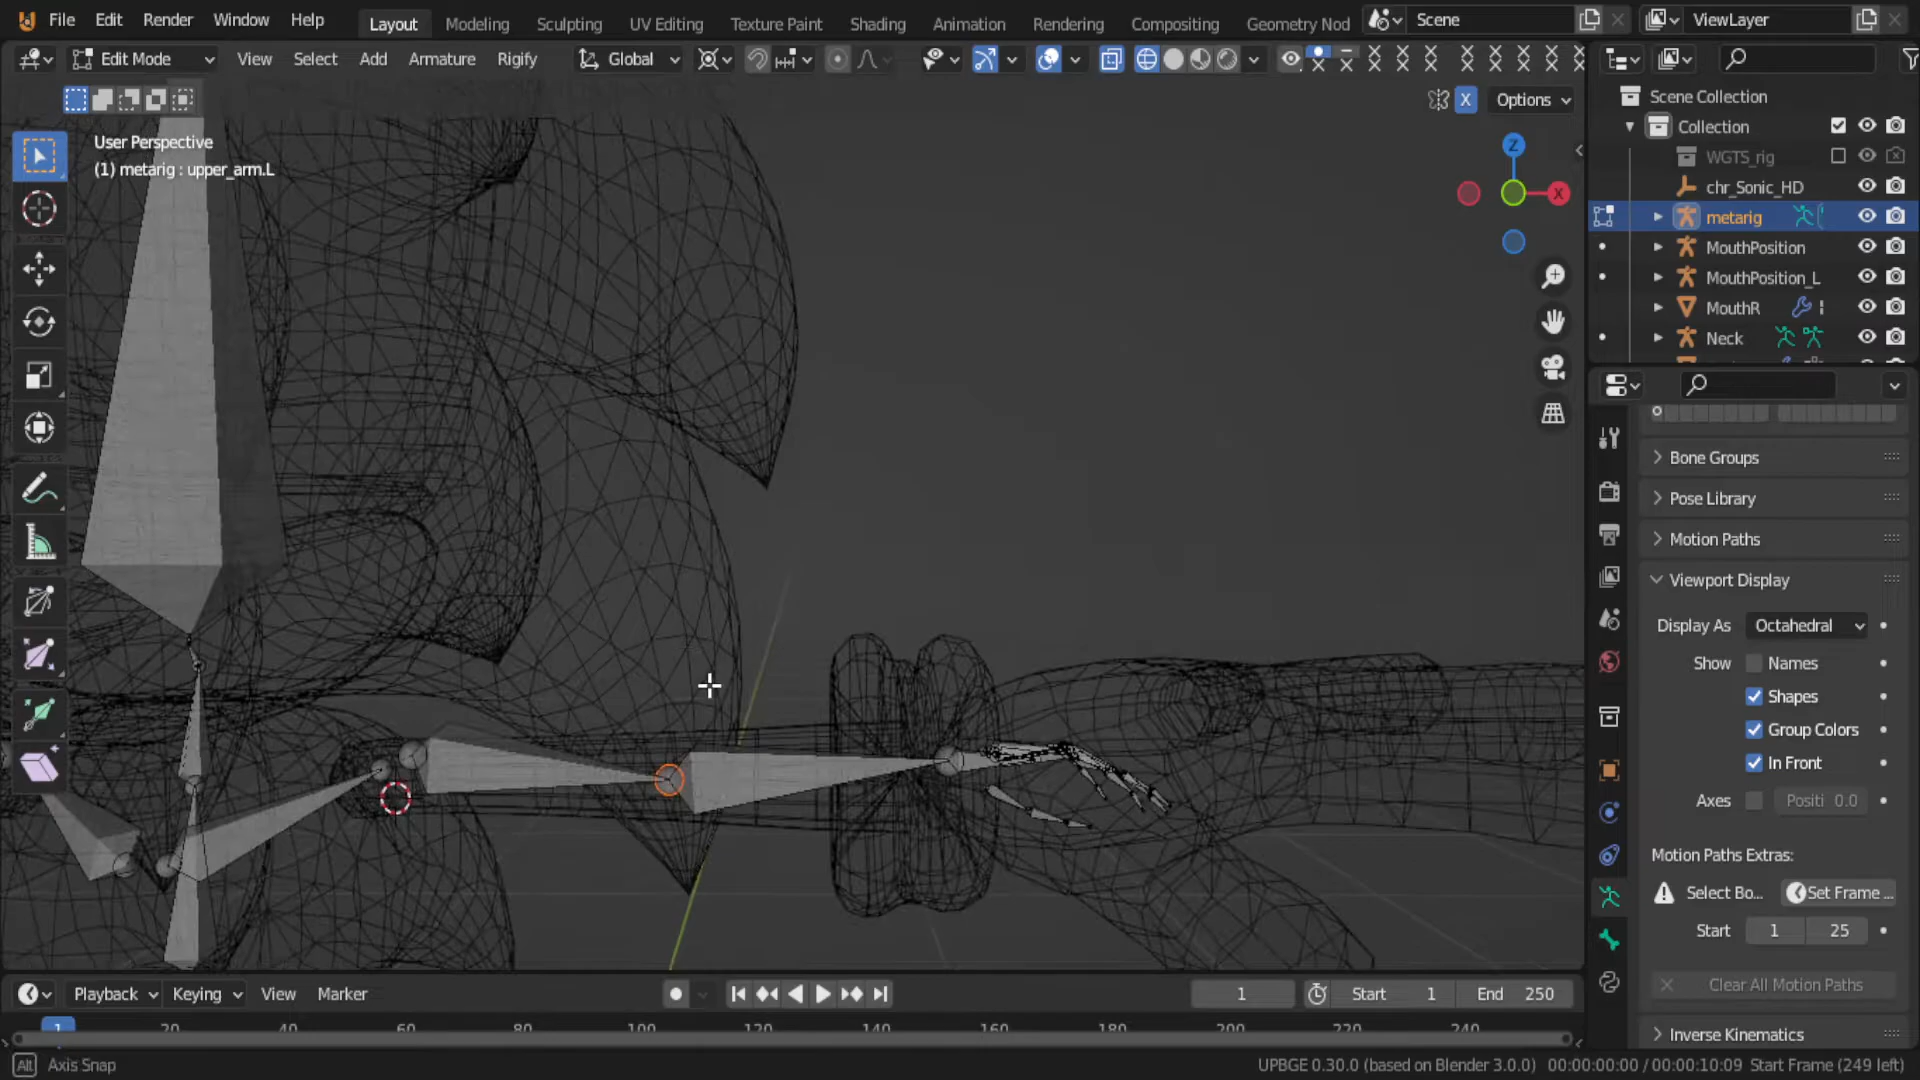 File Edit Render Window Help Layout Modeling Sculpting UV Editing Texture Paint Shading Animation Rendering Compositing Geometry Nod Scene ViewLayer
Edit Mode View Select Add Armature Rigify Global
X Options
User Perspective
(1) metarig : upper_arm.L
Z
X
Scene Collection
Collection
WGTS_rig
chr_Sonic_HD
metarig
MouthPosition
MouthPosition_L
MouthR
Neck
Bone Groups
Pose Library
Motion Paths
Viewport Display
Display As Octahedral
Show Names
Shapes
Group Colors
In Front
Axes Positi 0.0
Motion Paths Extras:
Select Bo... Set Frame ...
Start 1 25
Clear All Motion Paths
Inverse Kinematics
Playback Keying View Marker 1 Start 1 End 250
1 20 40 60 80 100 120 140 160 180 200 220 240
Alt Axis Snap UPBGE 0.30.0 (based on Blender 3.0.0) 00:00:00:00 / 00:00:10:09 Start Frame (249 left)